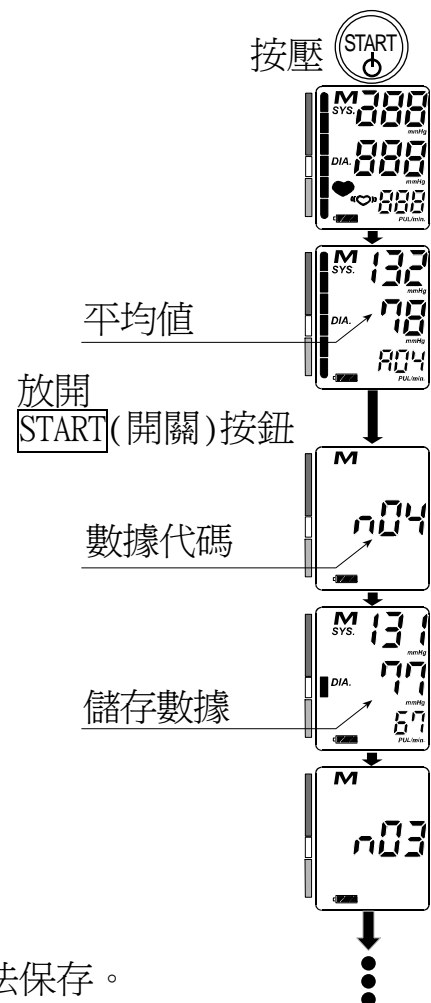 按壓 START
M
SYS. 288
mmHg
DIA. 888
mmHg
888
PUL/min.
M
SYS. 132
mmHg
平均值
DIA. 78
mmHg
A04
PUL/min.
放開
START(開關)按鈕
M
n04
數據代碼
M
SYS. 131
mmHg
DIA. 77
mmHg
儲存數據
67
PUL/min.
M
n03
法保存。